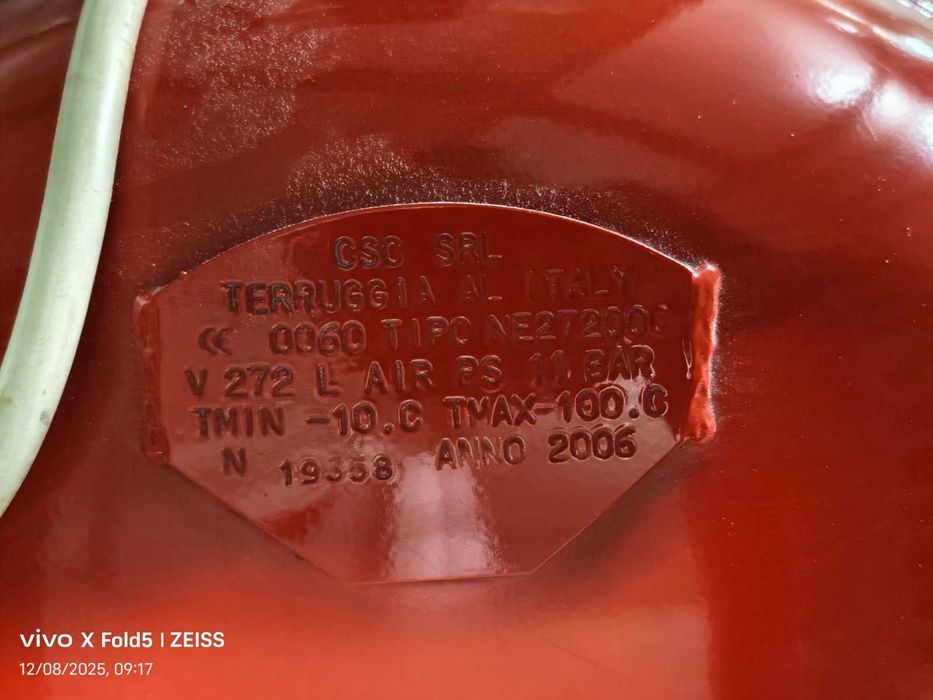 CSC SRL
TERRUGGIA AL ITALY
CE 0060 TIPO
V 272 L AIR PS 11 BAR
TMIN -10.C TMAX-100.C
N 19358 ANNO 2006
vivo X Fold5 | ZEISS
12/08/2025, 09:17